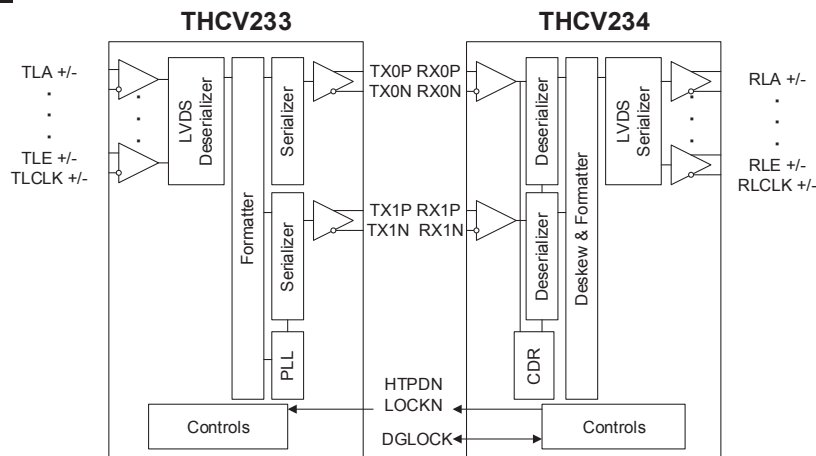 THCV233
THCV234
TLA +/-
TLE +/-
TLCLK +/-
LVDS
Deserializer
Formatter
Serializer
Serializer
PLL
Controls
TX0P RX0P
TX0N RX0N
TX1P RX1P
TX1N RX1N
HTPDN
LOCKN
DGLOCK
Deserializer
Deserializer
CDR
Deskew & Formatter
LVDS
Serializer
Controls
RLA +/-
RLE +/-
RLCLK +/-